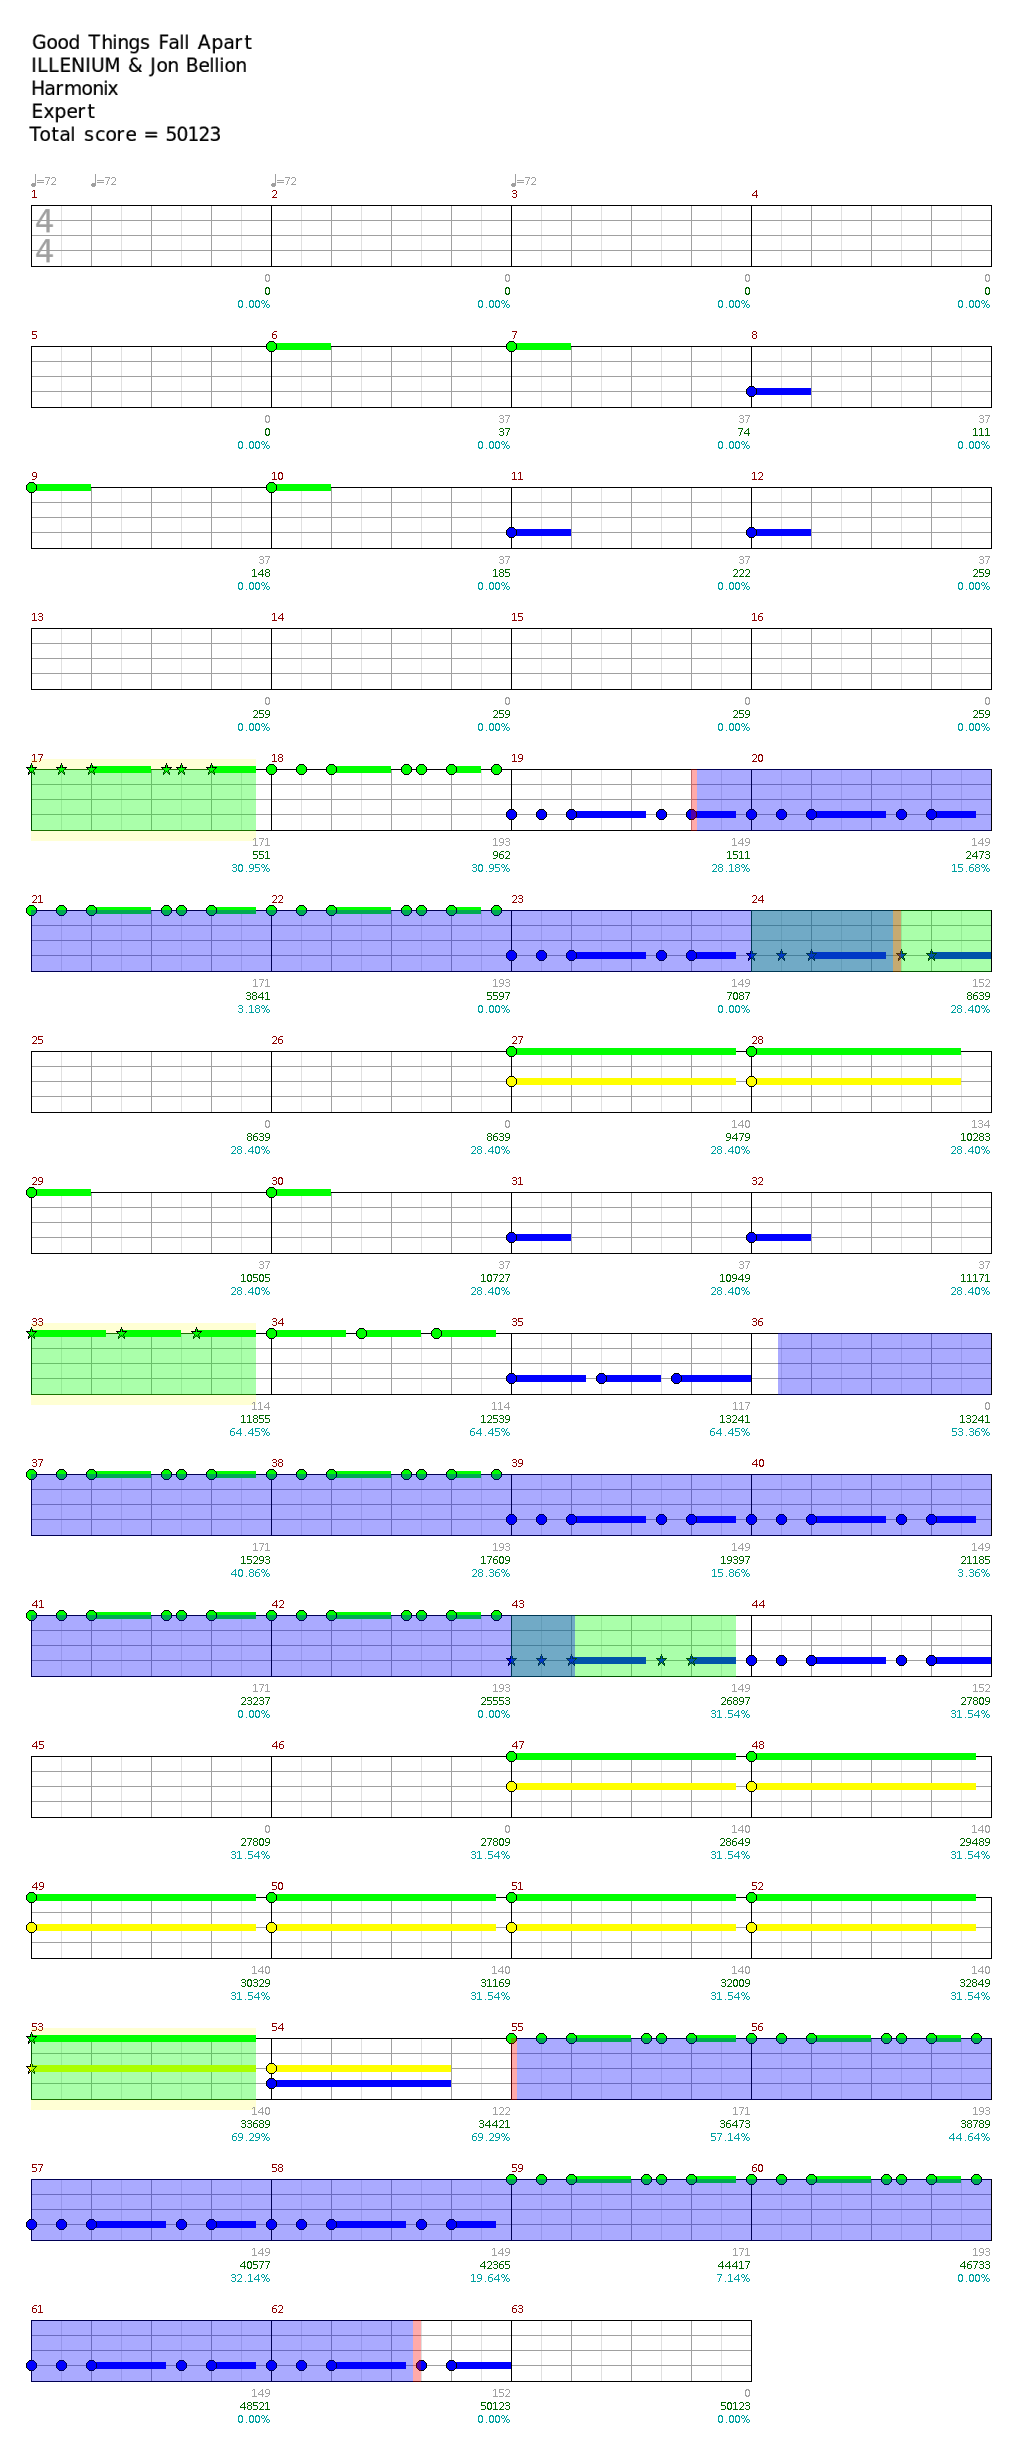 Good Things Fall Apart
ILLENIUM & Jon Bellion
Harmonix
Expert
Total score = 50123
♩=72 ♩=72 ♩=72 ♩=72
1 2 3 4
4
4
0 0 0 0
0 0 0 0
0.00% 0.00% 0.00% 0.00%
5 6 7 8
0 37 37 37
0 37 74 111
0.00% 0.00% 0.00% 0.00%
9 10 11 12
37 37 37 37
148 185 222 259
0.00% 0.00% 0.00% 0.00%
13 14 15 16
0 0 0 0
259 259 259 259
0.00% 0.00% 0.00% 0.00%
17 18 19 20
171 193 149 149
551 962 1511 2473
30.95% 30.95% 28.18% 15.68%
21 22 23 24
171 193 149 152
3841 5597 7087 8639
3.18% 0.00% 0.00% 28.40%
25 26 27 28
0 0 140 134
8639 8639 9479 10283
28.40% 28.40% 28.40% 28.40%
29 30 31 32
37 37 37 37
10505 10727 10949 11171
28.40% 28.40% 28.40% 28.40%
33 34 35 36
114 114 117 0
11855 12539 13241 13241
64.45% 64.45% 64.45% 53.36%
37 38 39 40
171 193 149 149
15293 17609 19397 21185
40.86% 28.36% 15.86% 3.36%
41 42 43 44
171 193 149 152
23237 25553 26897 27809
0.00% 0.00% 31.54% 31.54%
45 46 47 48
0 0 140 140
27809 27809 28649 29489
31.54% 31.54% 31.54% 31.54%
49 50 51 52
140 140 140 140
30329 31169 32009 32849
31.54% 31.54% 31.54% 31.54%
53 54 55 56
140 122 171 193
33689 34421 36473 38789
69.29% 69.29% 57.14% 44.64%
57 58 59 60
149 149 171 193
40577 42365 44417 46733
32.14% 19.64% 7.14% 0.00%
61 62 63
149 152 0
48521 50123 50123
0.00% 0.00% 0.00%